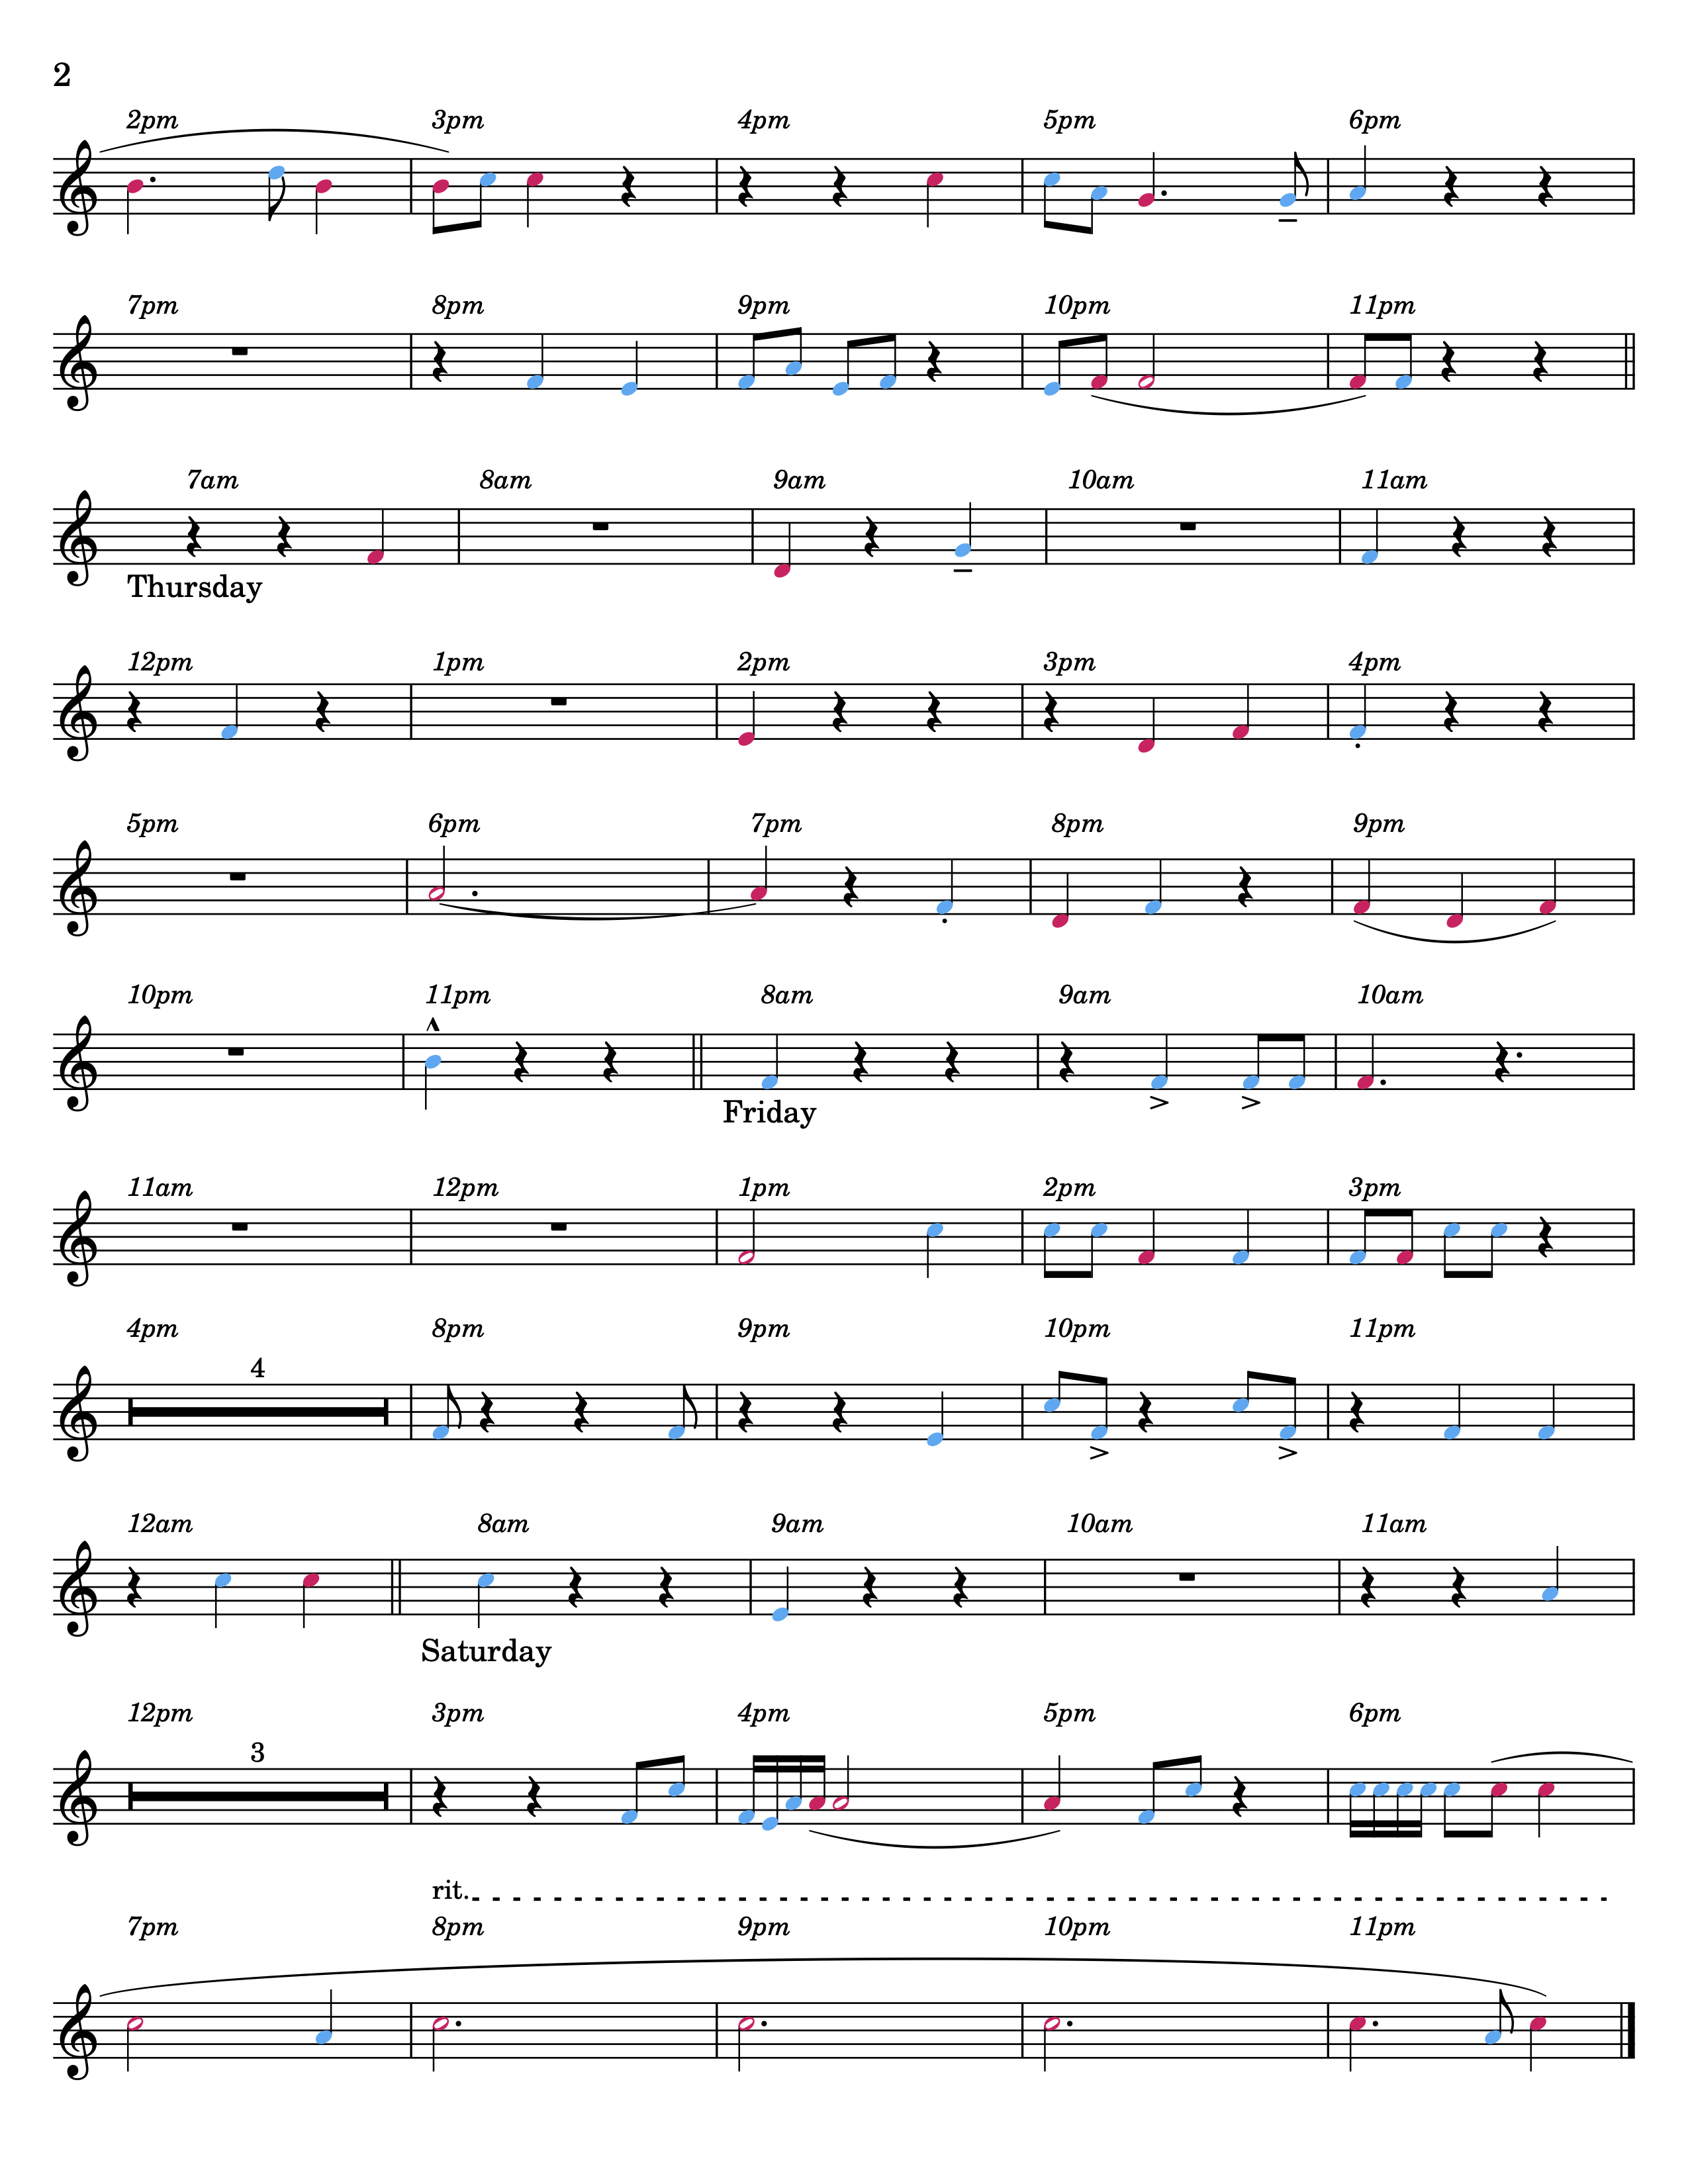 2
2pm 3pm 4pm 5pm 6pm
7pm 8pm 9pm 10pm 11pm
7am 8am 9am 10am 11am
Thursday
12pm 1pm 2pm 3pm 4pm
5pm 6pm 7pm 8pm 9pm
10pm 11pm 8am 9am 10am
Friday
11am 12pm 1pm 2pm 3pm
4pm 8pm 9pm 10pm 11pm
4
12am 8am 9am 10am 11am
Saturday
12pm 3pm 4pm 5pm 6pm
3
rit.
7pm 8pm 9pm 10pm 11pm